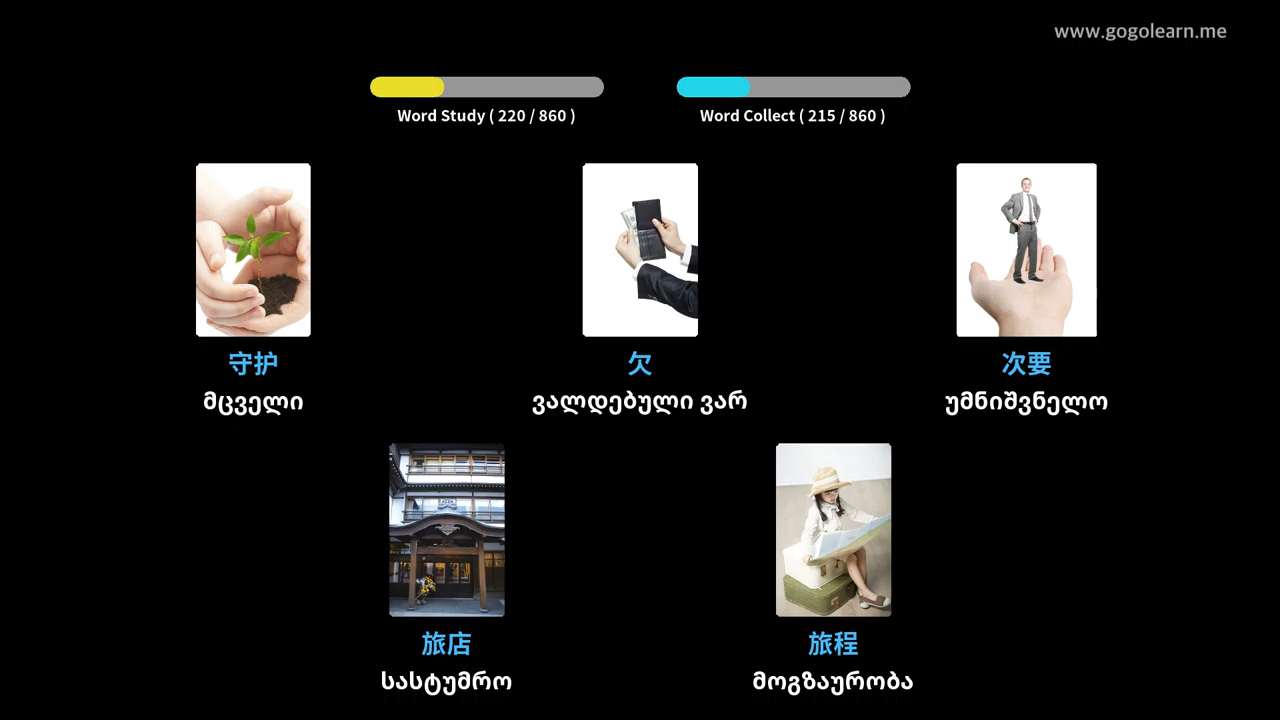 www.gogolearn.me
Word Study ( 220 / 860 )
Word Collect ( 215 / 860 )
守护
მცველი
欠
ვალდებული ვარ
次要
უმნიშვნელო
旅店
სასტუმრო
旅程
მოგზაურობა